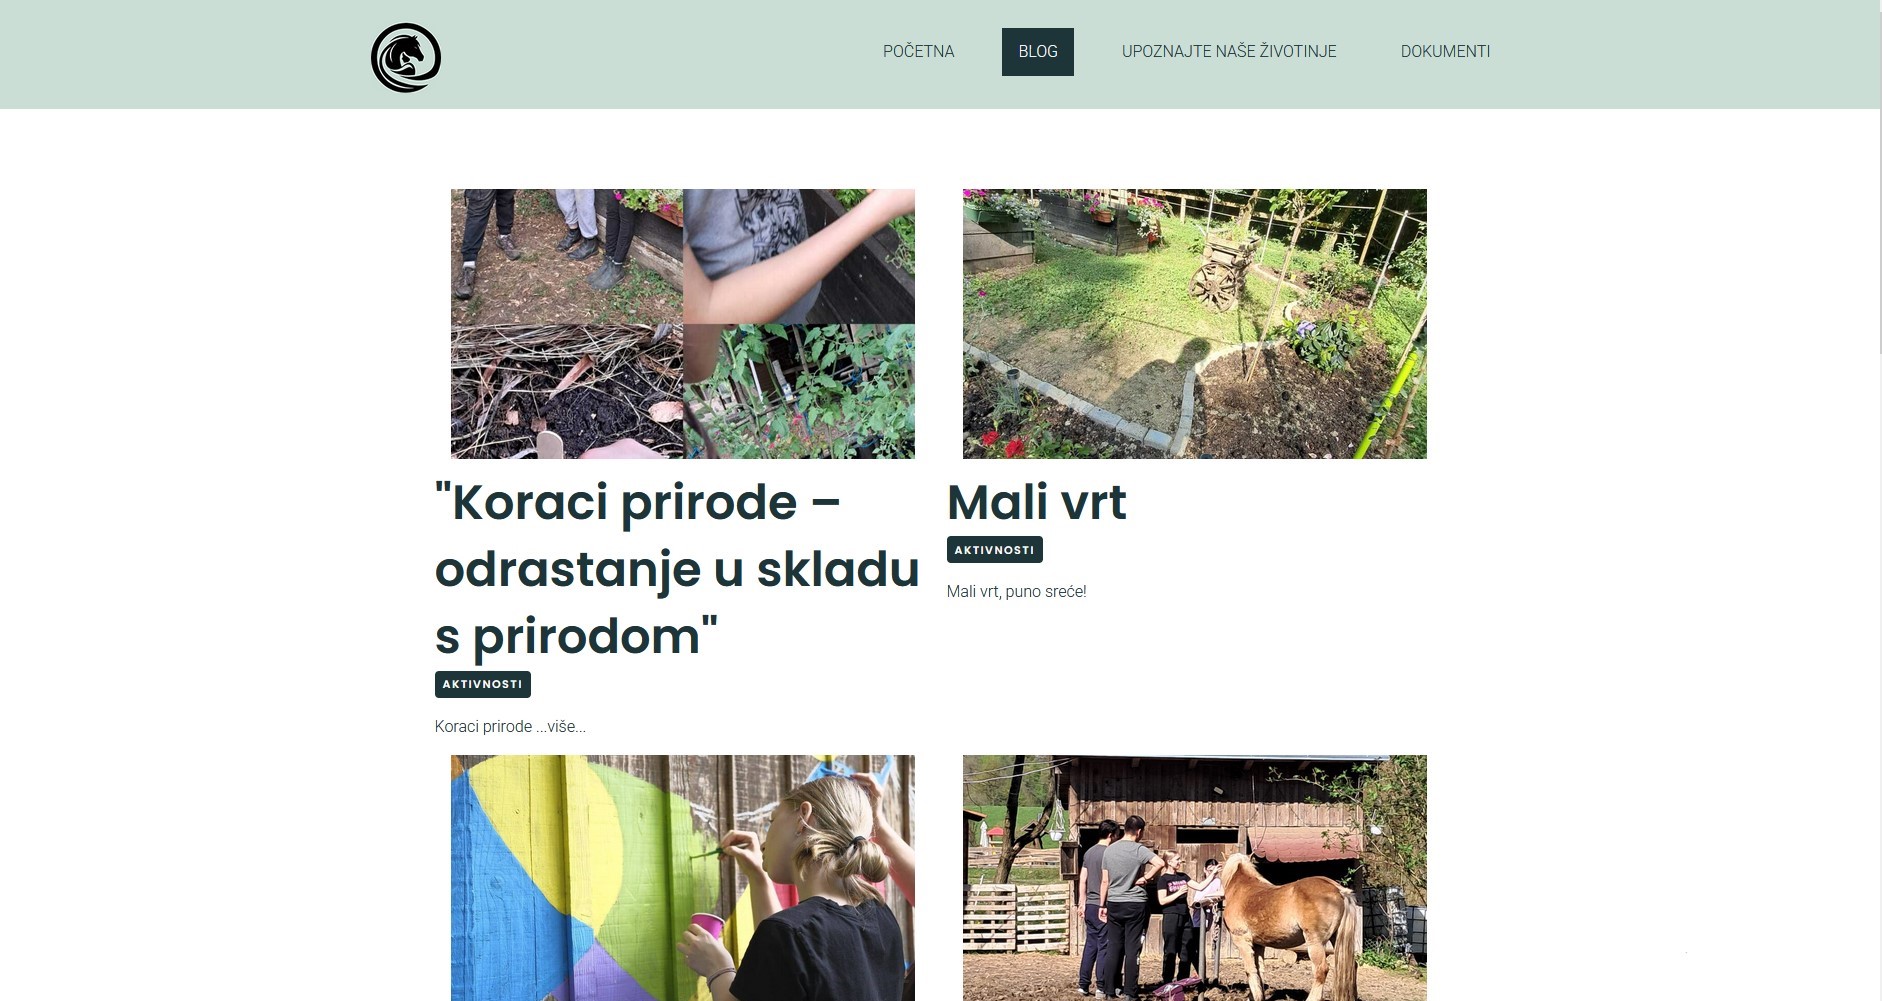 POČETNA
BLOG
UPOZNAJTE NAŠE ŽIVOTINJE
DOKUMENTI
"Koraci prirode –
odrastanje u skladu
s prirodom"
AKTIVNOSTI
Koraci prirode ...više...
Mali vrt
AKTIVNOSTI
Mali vrt, puno sreće!